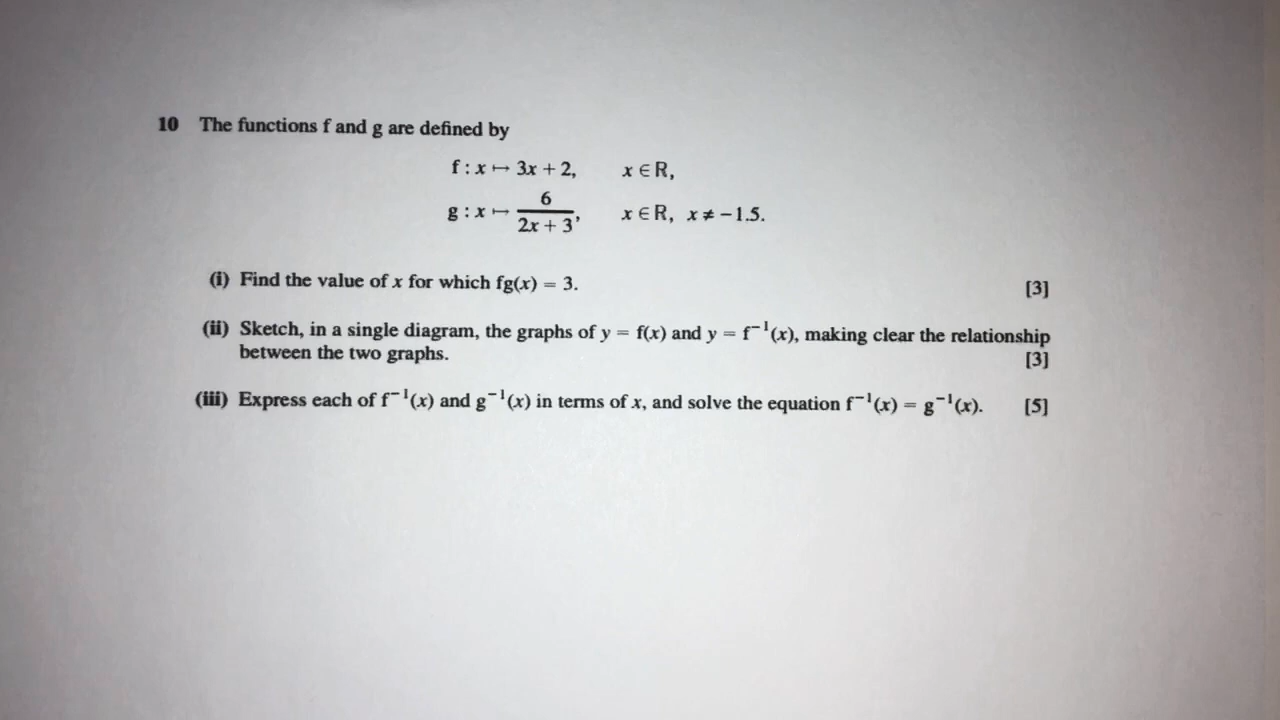 10 The functions f and g are defined by
f : x ↦ 3x + 2, x ∈ R,
g : x ↦ 6/(2x + 3), x ∈ R, x ≠ −1.5.
(i) Find the value of x for which fg(x) = 3. [3]
(ii) Sketch, in a single diagram, the graphs of y = f(x) and y = f⁻¹(x), making clear the relationship
between the two graphs. [3]
(iii) Express each of f⁻¹(x) and g⁻¹(x) in terms of x, and solve the equation f⁻¹(x) = g⁻¹(x). [5]